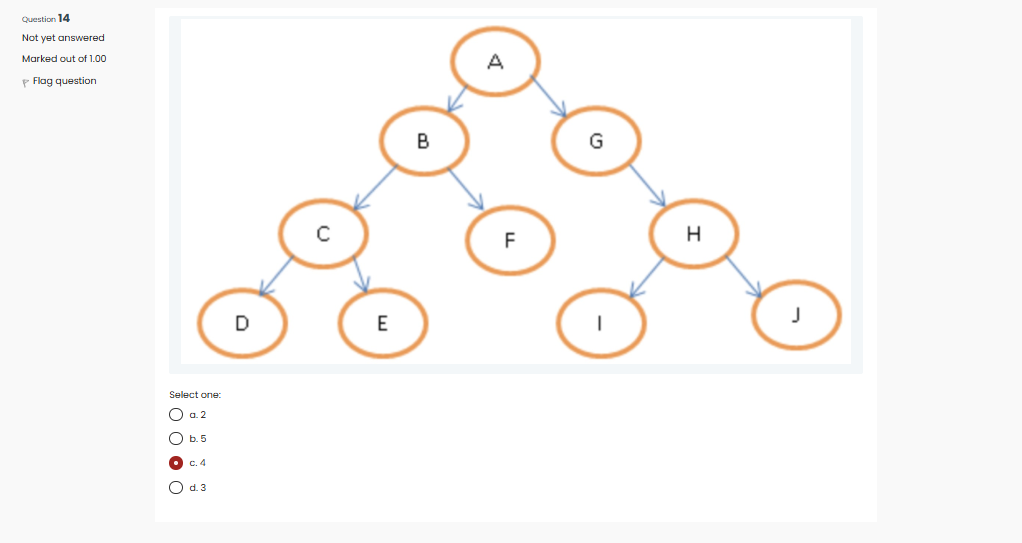 Question 14
Not yet answered
Marked out of 1.00
Flag question
A
B
G
C
F
H
D
E
I
J
Select one:
a. 2
b. 5
c. 4
d. 3